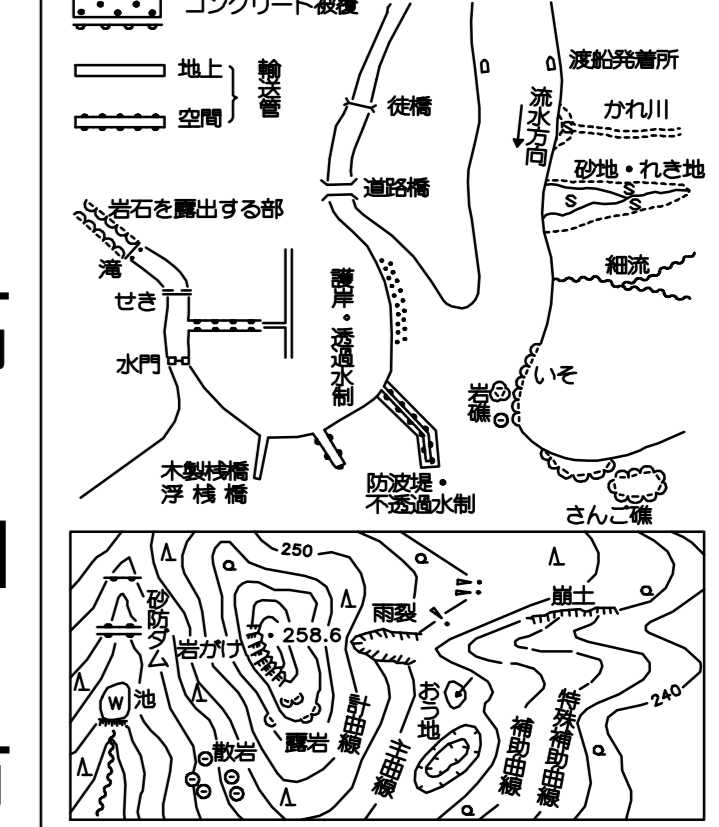 コンクリート被覆
地上
空間
輸送管
徒橋
道路橋
渡船発着所
流水方向
かれ川
S
砂地・れき地
S
S
S
細流
岩石を露出する部
滝
せき
水門
護岸・透過水制
いそ
岩礁
木製桟橋
浮桟橋
防波堤・
不透過水制
さんご礁
250
砂防ダム
岩がけ
258.6
雨裂
崩土
W
池
おう地
240
散岩
露岩
計曲線
主曲線
補助曲線
特殊補助曲線